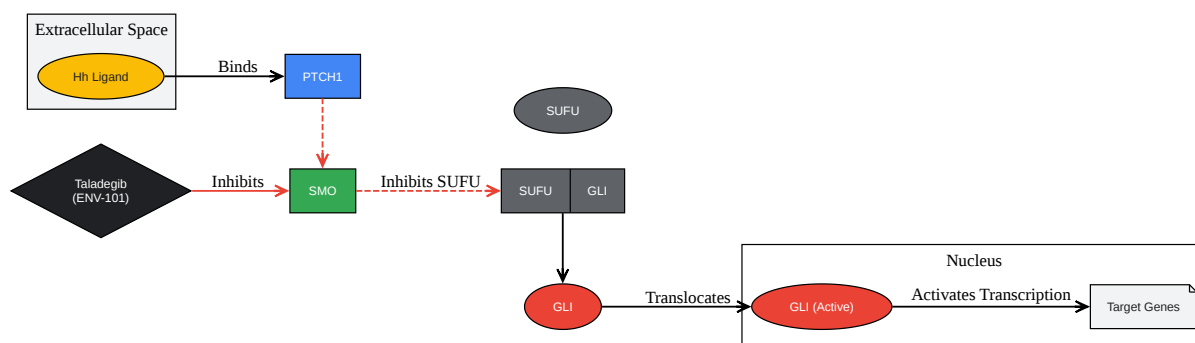 Extracellular Space
Hh Ligand
Binds
PTCH1
SUFU
Taladegib
(ENV-101)
Inhibits
SMO
Inhibits SUFU
SUFU
GLI
Nucleus
GLI
Translocates
GLI (Active)
Activates Transcription
Target Genes